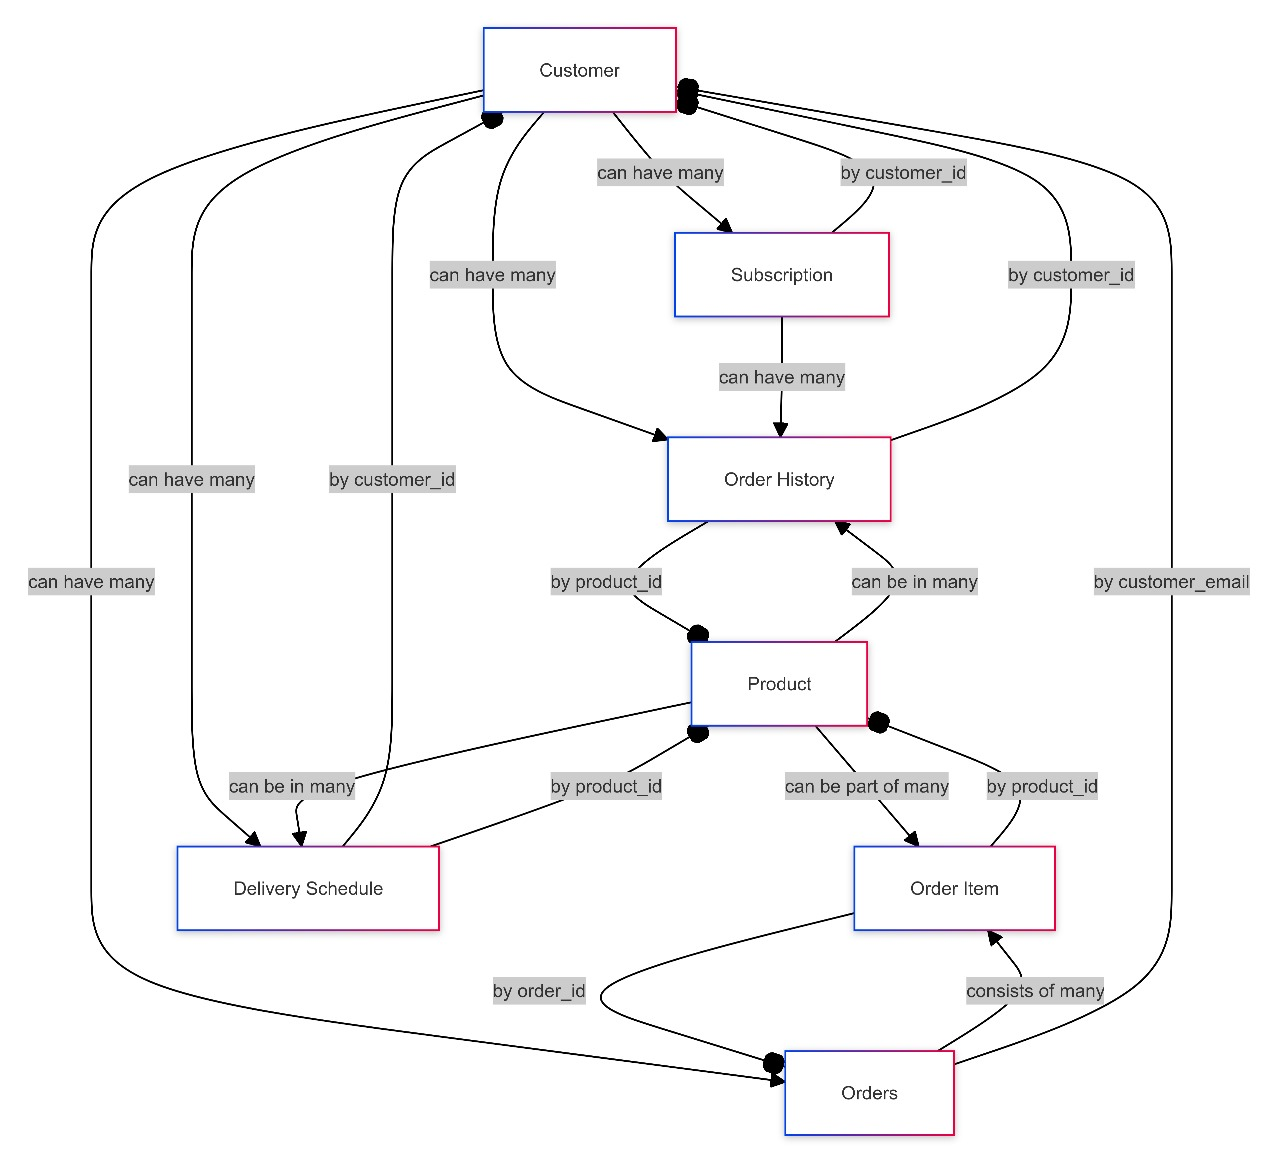 Customer
can have many
by customer_id
can have many
Subscription
by customer_id
can have many
can have many
by customer_id
Order History
can have many
by product_id
can be in many
by customer_email
Product
can be in many
by product_id
can be part of many
by product_id
Delivery Schedule
Order Item
by order_id
consists of many
Orders